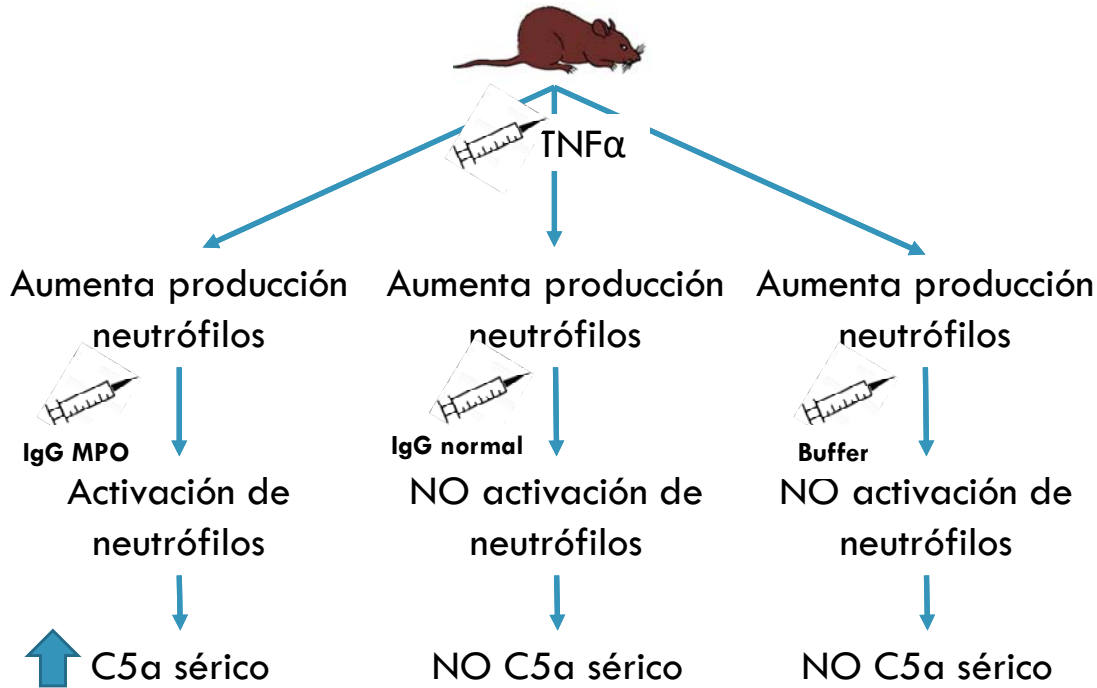 TNFα
Aumenta producción
neutrófilos
Aumenta producción
neutrófilos
Aumenta producción
neutrófilos
IgG MPO
IgG normal
Buffer
Activación de
neutrófilos
NO activación de
neutrófilos
NO activación de
neutrófilos
C5a sérico
NO C5a sérico
NO C5a sérico